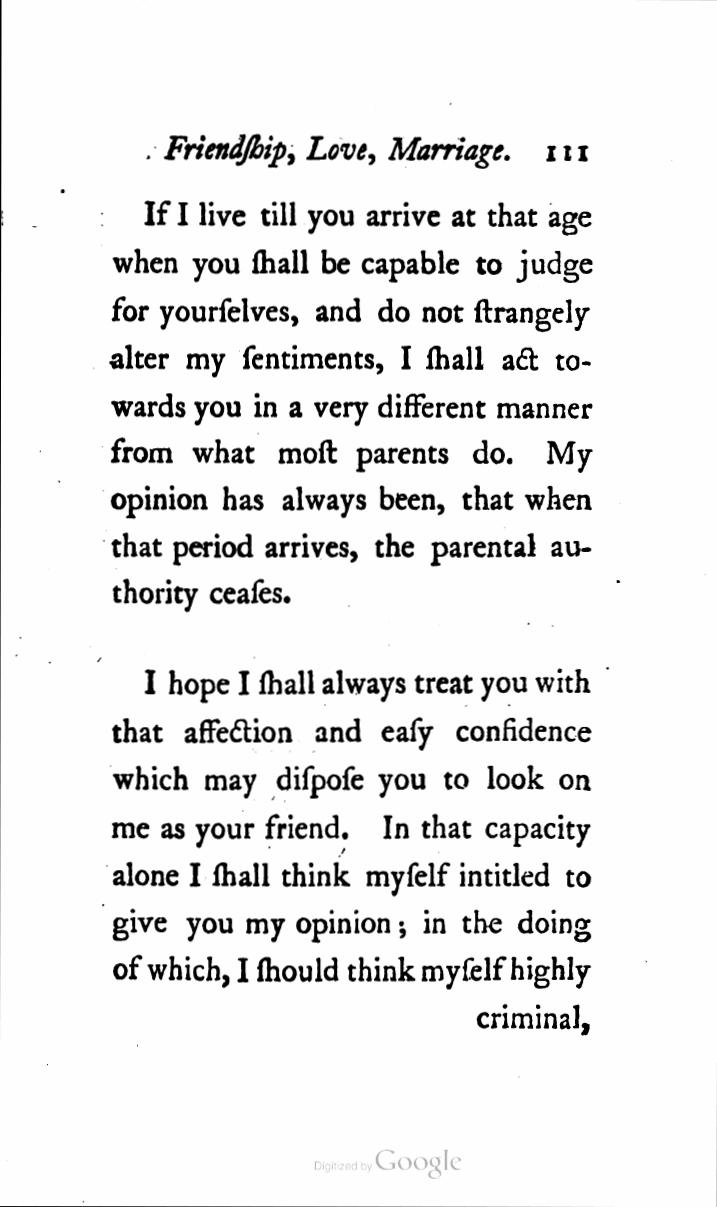 Friendſhip, Love, Marriage. 111
If I live till you arrive at that age
when you ſhall be capable to judge
for yourſelves, and do not ſtrangely
alter my ſentiments, I ſhall act to-
wards you in a very different manner
from what moſt parents do. My
opinion has always been, that when
that period arrives, the parental au-
thority ceaſes.
I hope I ſhall always treat you with
that affection and eaſy confidence
which may diſpoſe you to look on
me as your friend. In that capacity
alone I ſhall think myſelf intitled to
give you my opinion; in the doing
of which, I ſhould think myſelf highly
criminal,
Digitized by Google